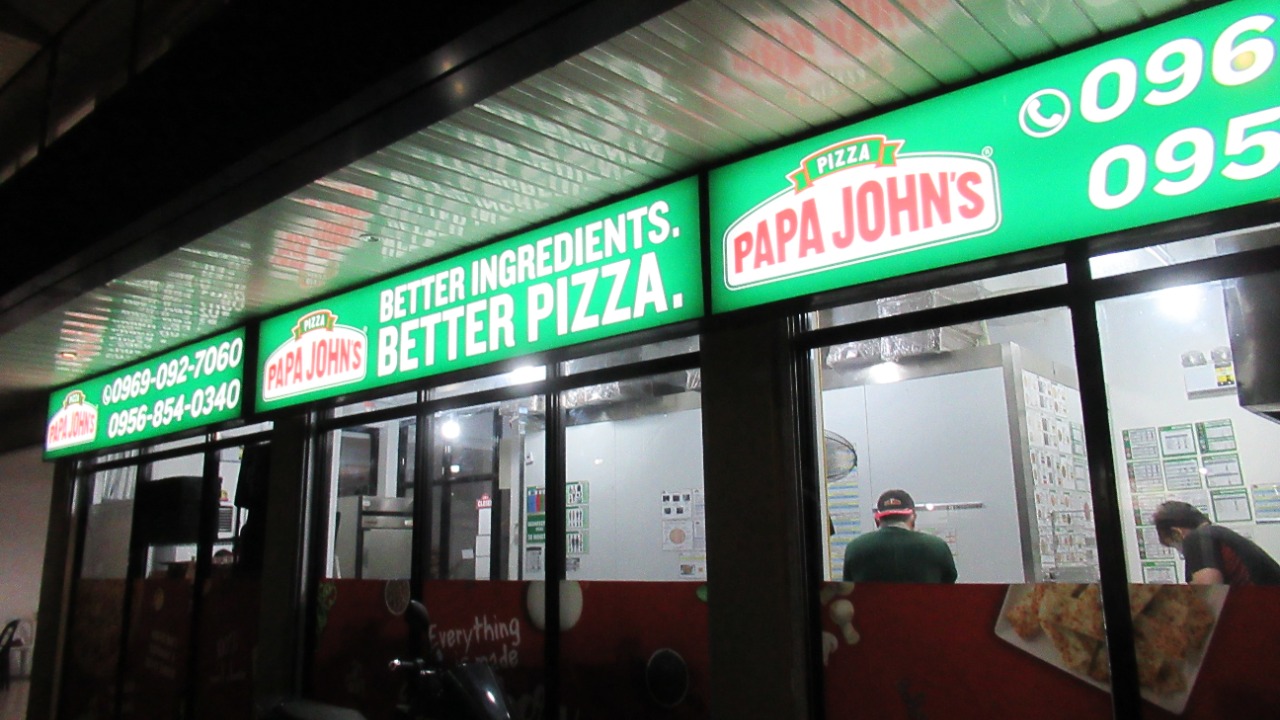 PIZZA
PAPA JOHN'S
0969-092-7060
0956-854-0340
PIZZA
PAPA JOHN'S
BETTER INGREDIENTS.
BETTER PIZZA.
PIZZA
PAPA JOHN'S®
096
095
Everything
made